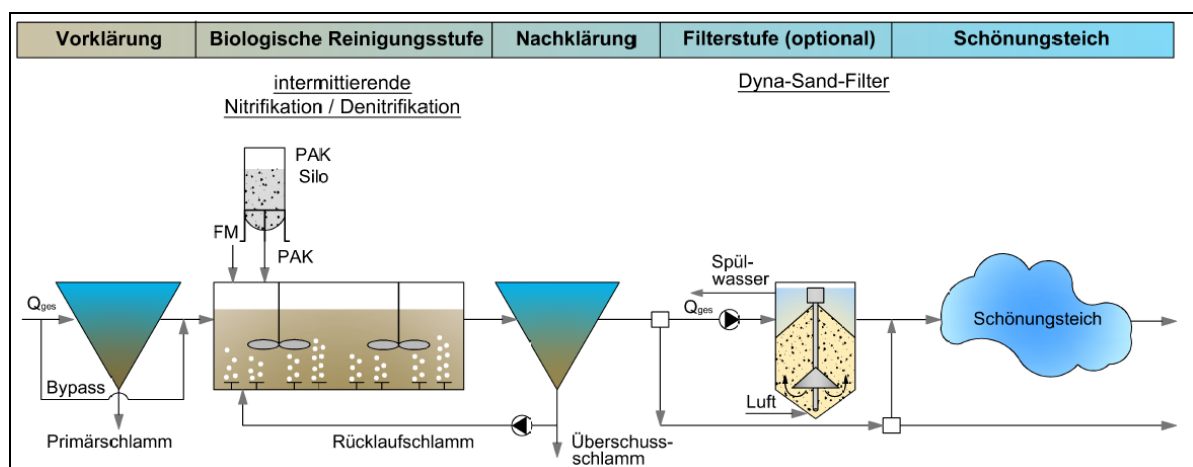 Vorklärung
Biologische Reinigungsstufe
Nachklärung
Filterstufe (optional)
Schönungsteich
intermittierende
Nitrifikation / Denitrifikation
Dyna-Sand-Filter
PAK
Silo
FM
PAK
Spül-
wasser
Qges
Qges
Schönungsteich
Bypass
Luft
Primärschlamm
Rücklaufschlamm
Überschuss-
schlamm